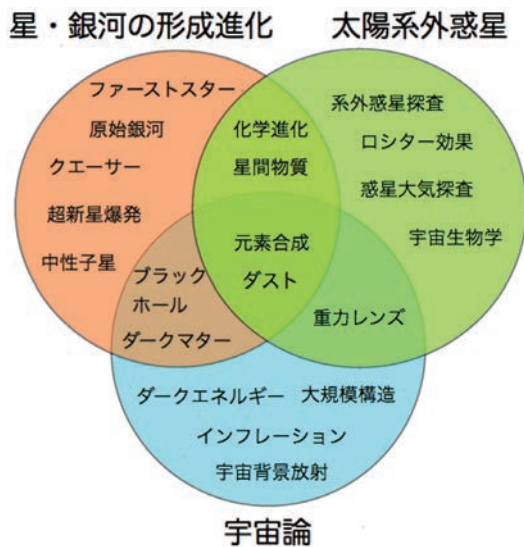 星・銀河の形成進化
太陽系外惑星
ファーストスター
原始銀河
クエーサー
超新星爆発
中性子星
化学進化
星間物質
系外惑星探査
ロシター効果
惑星大気探査
宇宙生物学
元素合成
ダスト
ブラック
ホール
ダークマター
重力レンズ
ダークエネルギー
大規模構造
インフレーション
宇宙背景放射
宇宙論